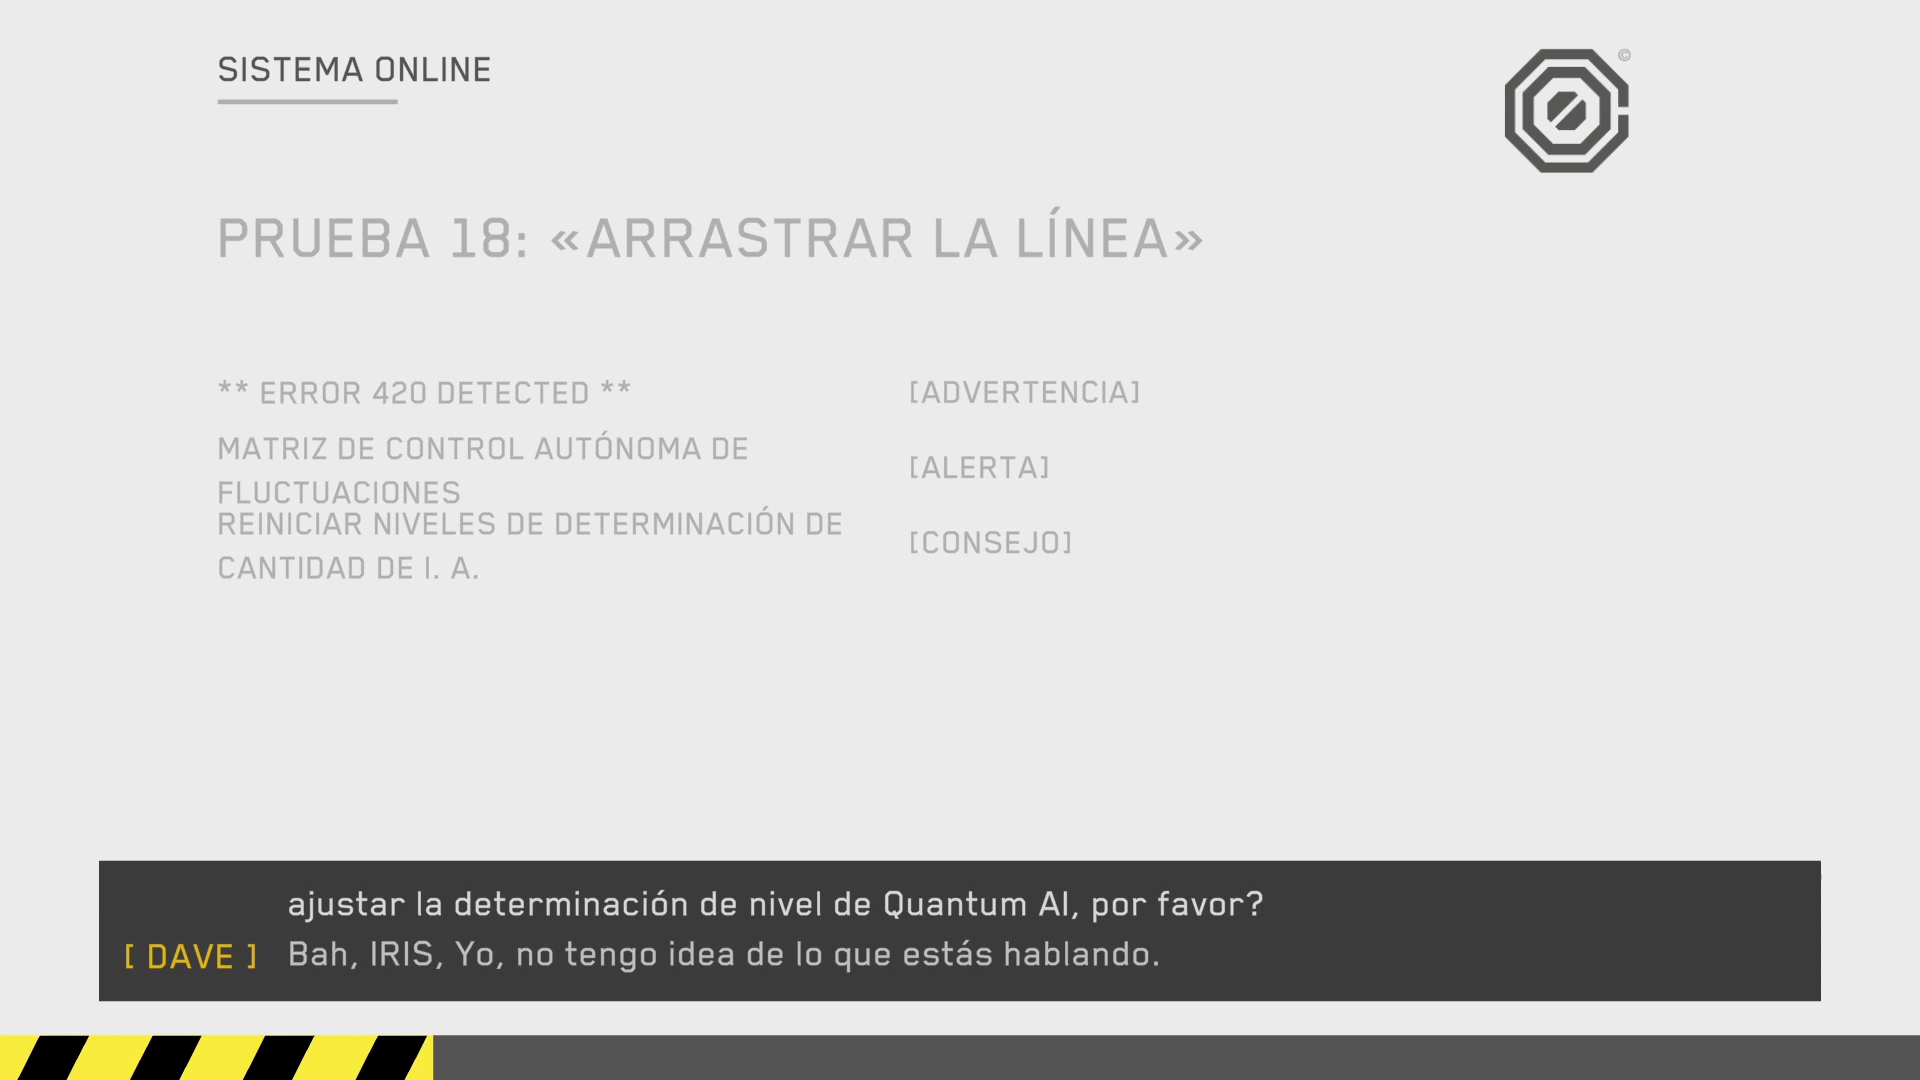 SISTEMA ONLINE
©
PRUEBA 18: «ARRASTRAR LA LÍNEA»
** ERROR 420 DETECTED ** [ADVERTENCIA]
MATRIZ DE CONTROL AUTÓNOMA DE
FLUCTUACIONES
[ALERTA]
REINICIAR NIVELES DE DETERMINACIÓN DE
CANTIDAD DE I. A.
[CONSEJO]
ajustar la determinación de nivel de Quantum AI, por favor?
[ DAVE ] Bah, IRIS, Yo, no tengo idea de lo que estás hablando.